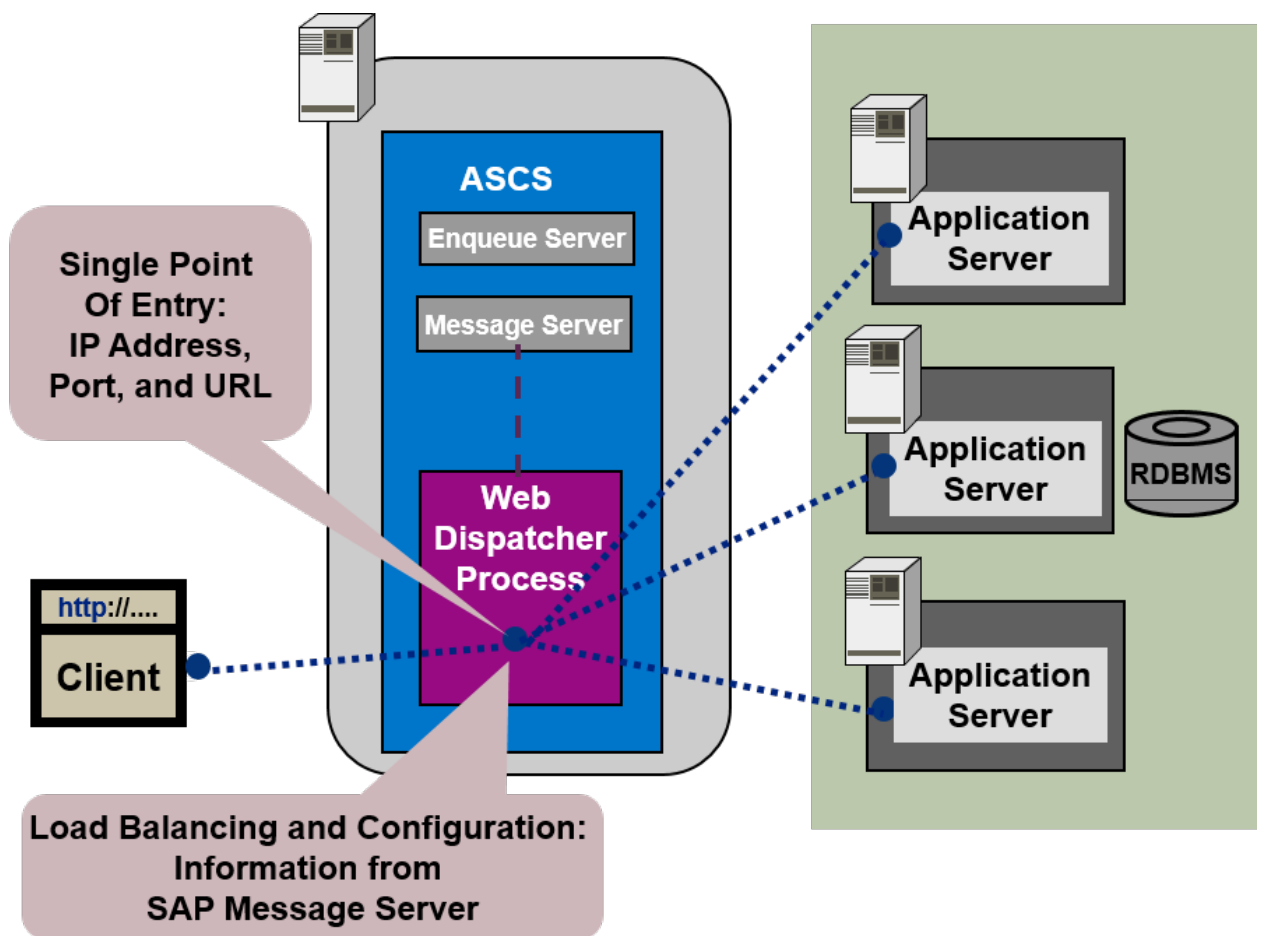 ASCS
Enqueue Server
Message Server
Web
Dispatcher
Process
Single Point
Of Entry:
IP Address,
Port, and URL
http://....
Client
Load Balancing and Configuration:
Information from
SAP Message Server
Application
Server
Application
Server
RDBMS
Application
Server